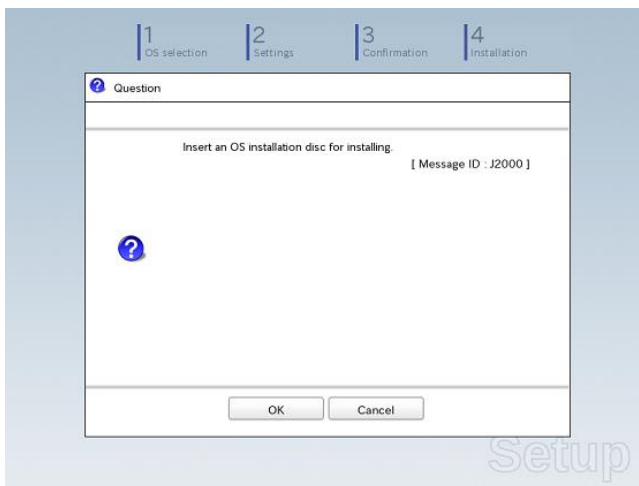 1
OS selection
2
Settings
3
Confirmation
4
Installation
Question
Insert an OS installation disc for installing.
[ Message ID : J2000 ]
OK
Cancel
Setup